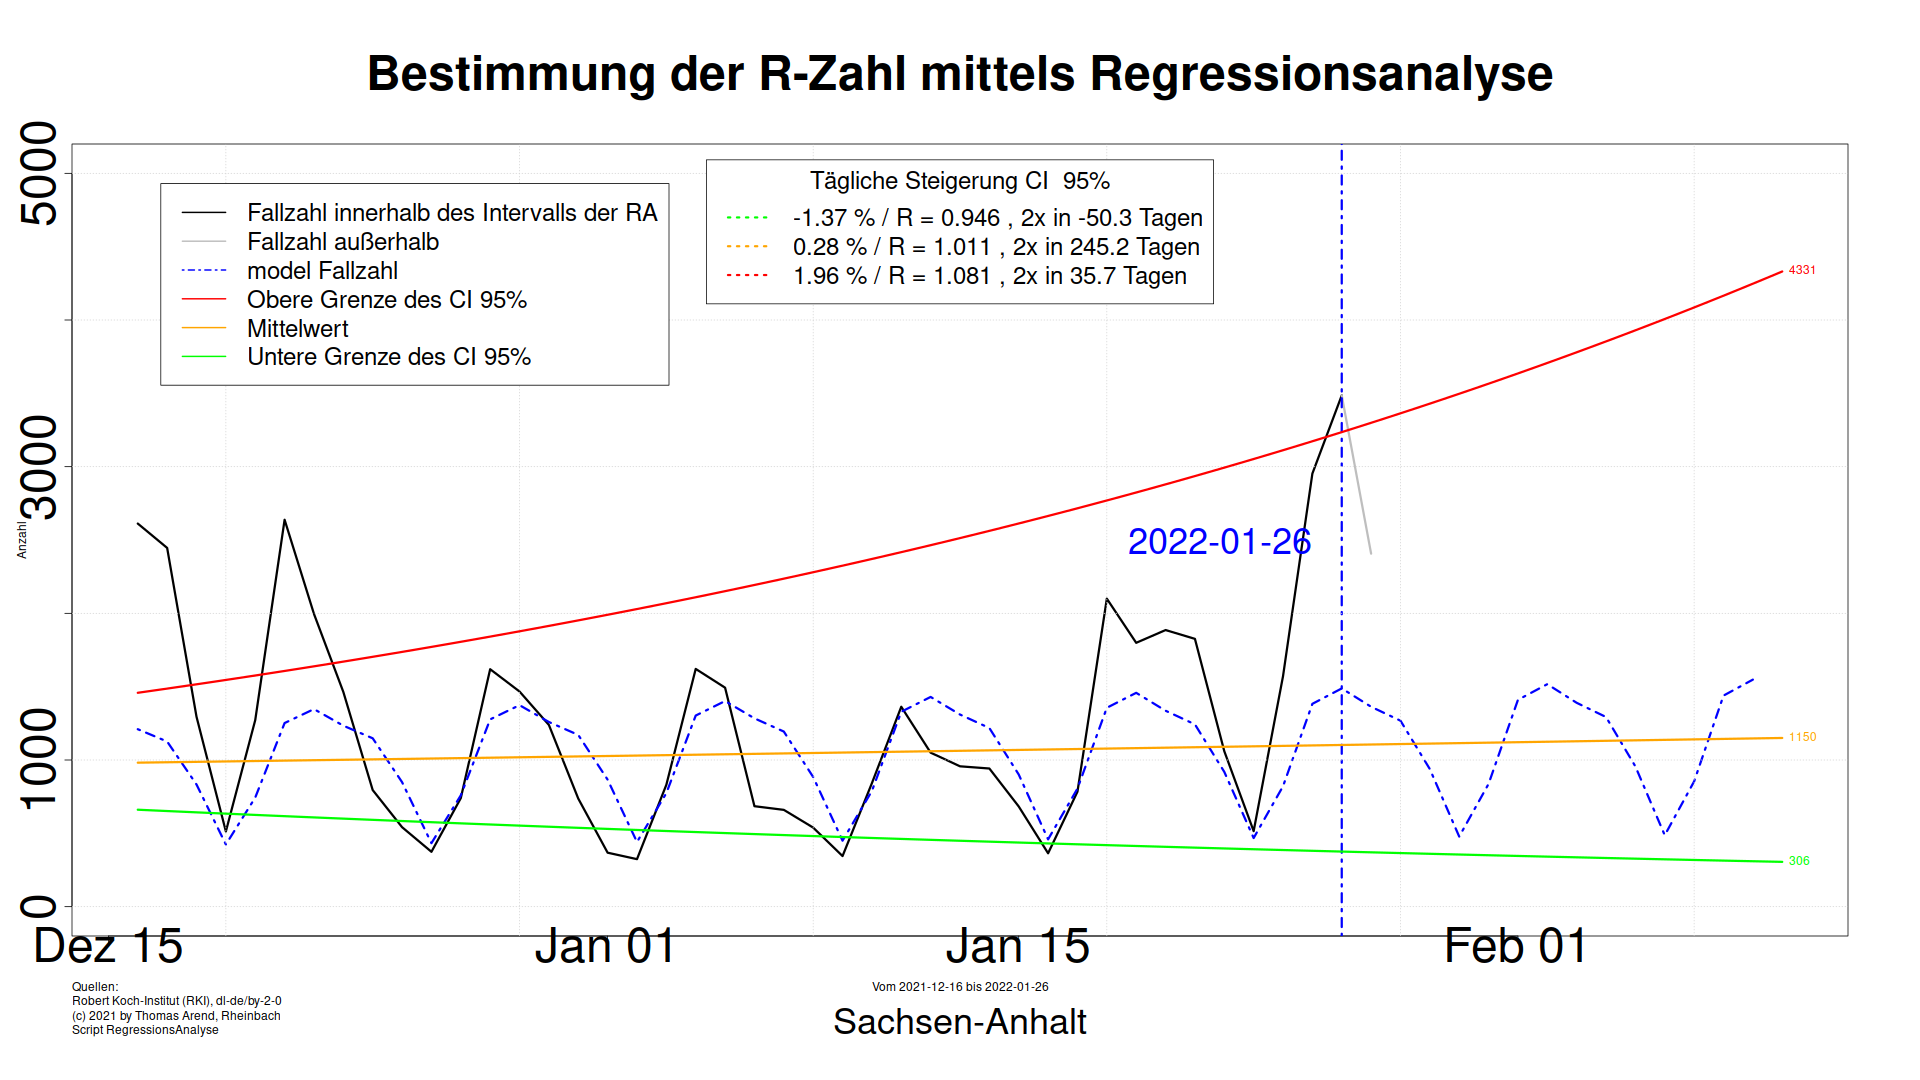 Bestimmung der R-Zahl mittels Regressionsanalyse
5000
3000
1000
0
Anzahl
Fallzahl innerhalb des Intervalls der RA
Fallzahl außerhalb
model Fallzahl
Obere Grenze des CI 95%
Mittelwert
Untere Grenze des CI 95%
Tägliche Steigerung CI 95%
-1.37 % / R = 0.946 , 2x in -50.3 Tagen
0.28 % / R = 1.011 , 2x in 245.2 Tagen
1.96 % / R = 1.081 , 2x in 35.7 Tagen
4331
2022-01-26
1150
306
Dez 15 Jan 01 Jan 15 Feb 01
Quellen:
Robert Koch-Institut (RKI), dl-de/by-2-0
(c) 2021 by Thomas Arend, Rheinbach
Script RegressionsAnalyse
Vom 2021-12-16 bis 2022-01-26
Sachsen-Anhalt